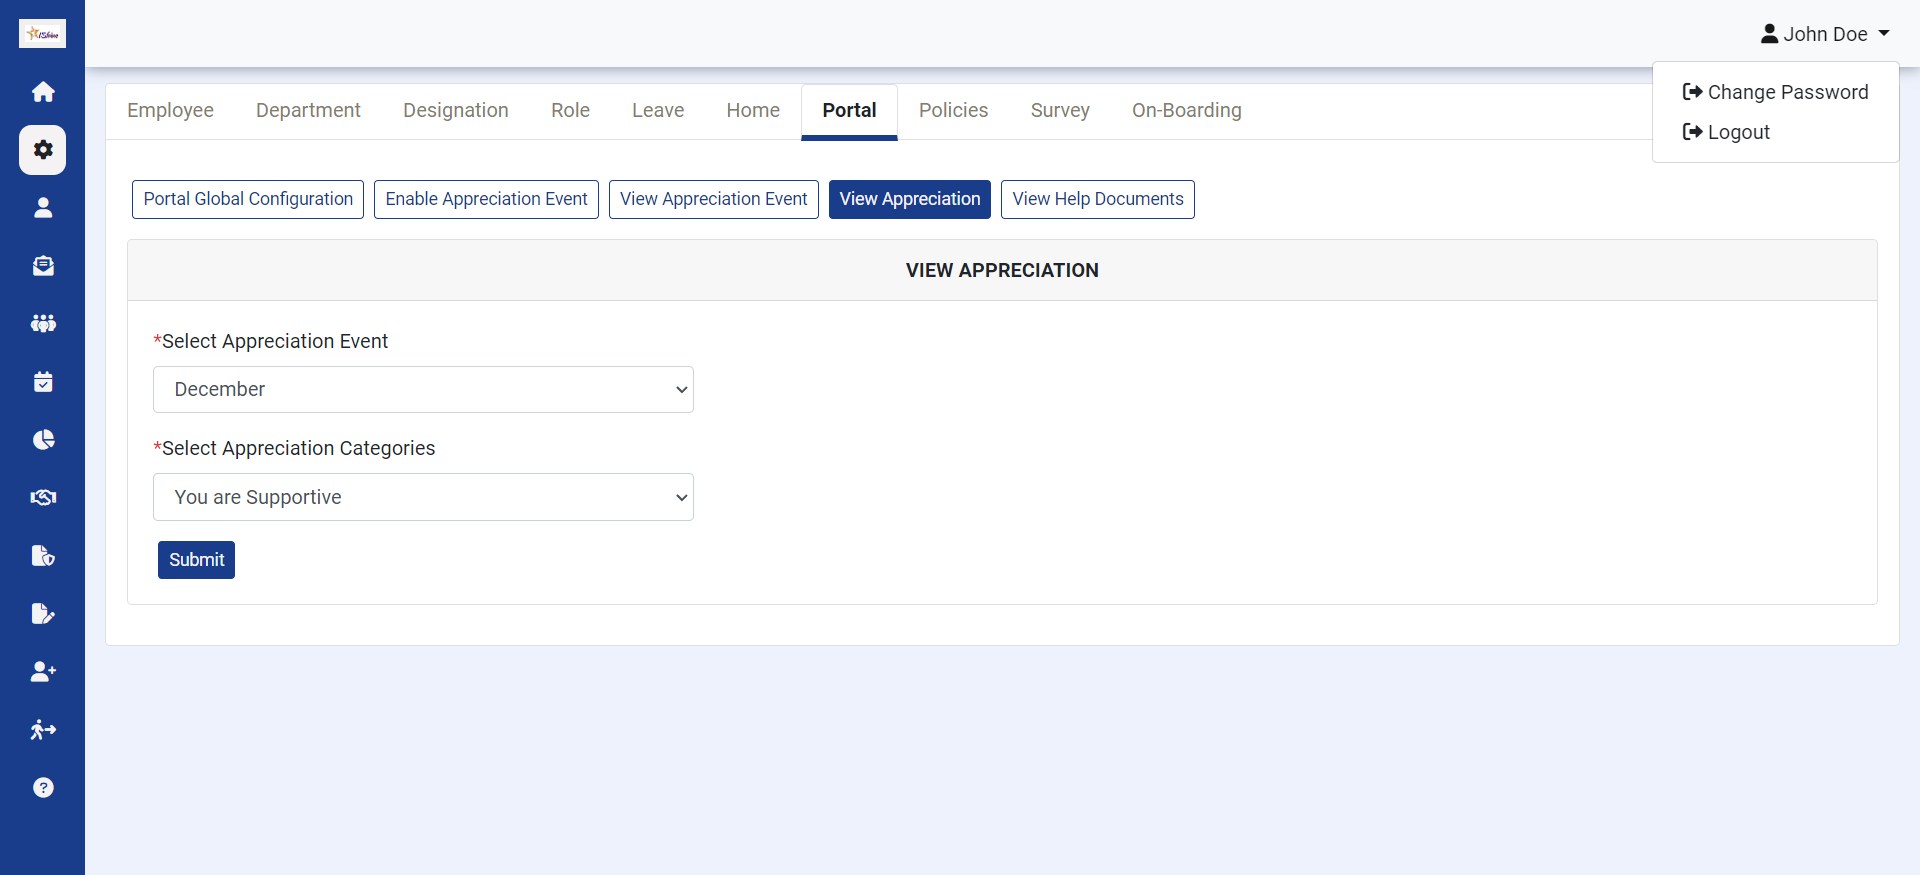 iShine
John Doe
Change Password
Logout
Employee Department Designation Role Leave Home Portal Policies Survey On-Boarding
Portal Global Configuration Enable Appreciation Event View Appreciation Event View Appreciation View Help Documents
VIEW APPRECIATION
*Select Appreciation Event
December
*Select Appreciation Categories
You are Supportive
Submit